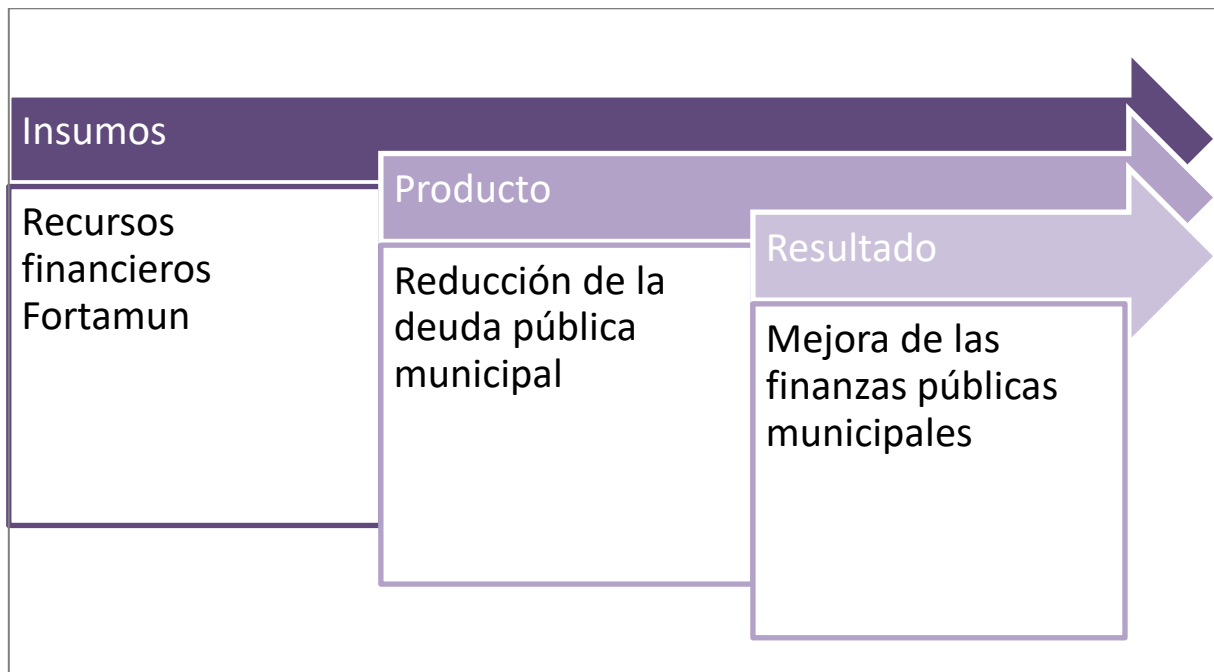 Insumos
Recursos
financieros
Fortamun
Producto
Reducción de la
deuda pública
municipal
Resultado
Mejora de las
finanzas públicas
municipales